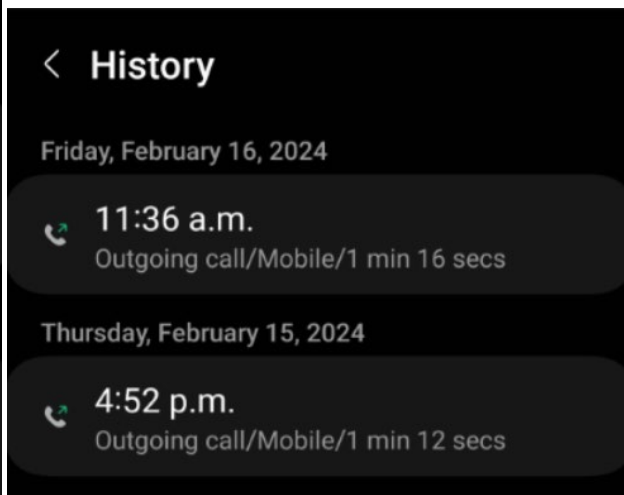 History
Friday, February 16, 2024
11:36 a.m.
Outgoing call/Mobile/1 min 16 secs
Thursday, February 15, 2024
4:52 p.m.
Outgoing call/Mobile/1 min 12 secs